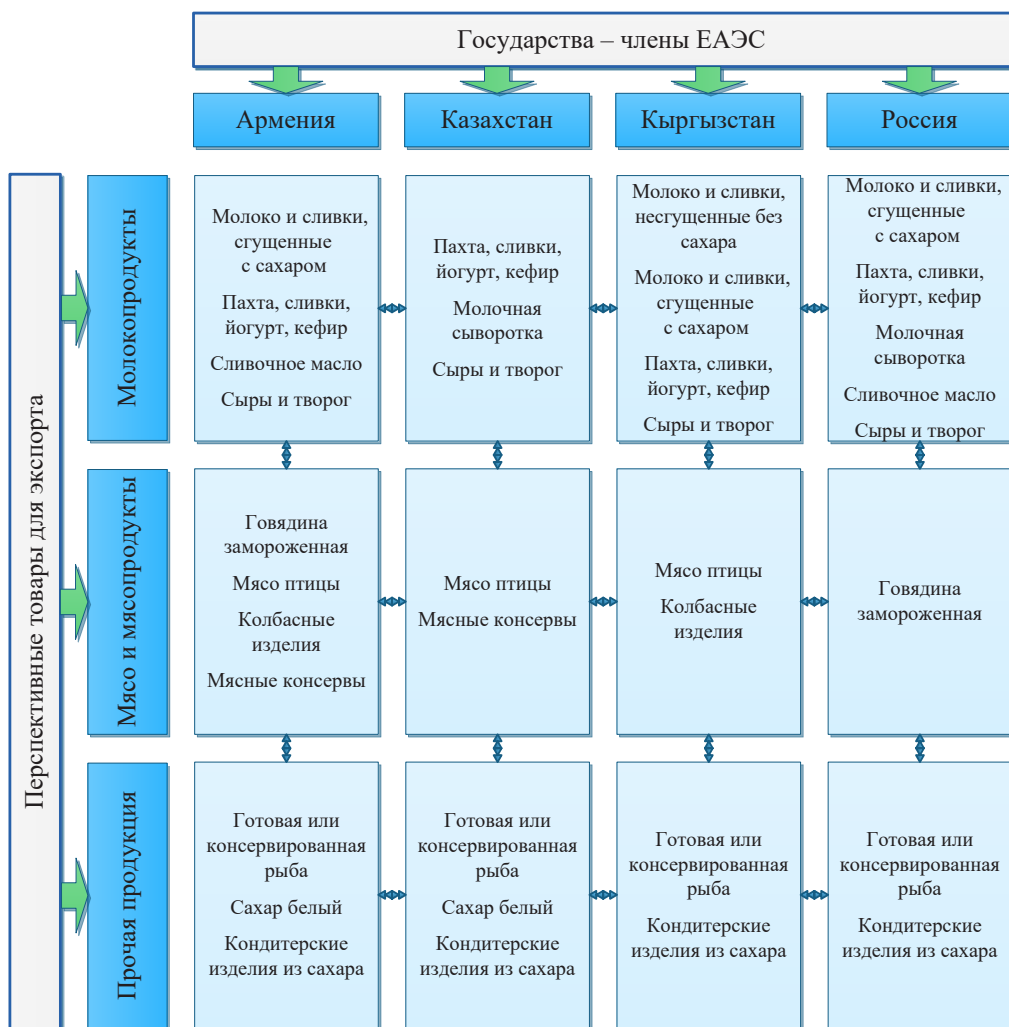 Государства – члены ЕАЭС
Армения
Казахстан
Кыргызстан
Россия
Перспективные товары для экспорта
Молокопродукты
Молоко и сливки,
сгущенные
с сахаром
Пахта, сливки,
йогурт, кефир
Сливочное масло
Сыры и творог
Пахта, сливки,
йогурт, кефир
Молочная
сыворотка
Сыры и творог
Молоко и сливки,
несгущенные без
сахара
Молоко и сливки,
сгущенные
с сахаром
Пахта, сливки,
йогурт, кефир
Сыры и творог
Молоко и сливки,
сгущенные
с сахаром
Пахта, сливки,
йогурт, кефир
Молочная
сыворотка
Сливочное масло
Сыры и творог
Мясо и мясопродукты
Говядина
замороженная
Мясо птицы
Колбасные
изделия
Мясные консервы
Мясо птицы
Мясные консервы
Мясо птицы
Колбасные
изделия
Говядина
замороженная
Прочая продукция
Готовая или
консервированная
рыба
Сахар белый
Кондитерские
изделия из сахара
Готовая или
консервированная
рыба
Сахар белый
Кондитерские
изделия из сахара
Готовая или
консервированная
рыба
Кондитерские
изделия из сахара
Готовая или
консервированная
рыба
Кондитерские
изделия из сахара